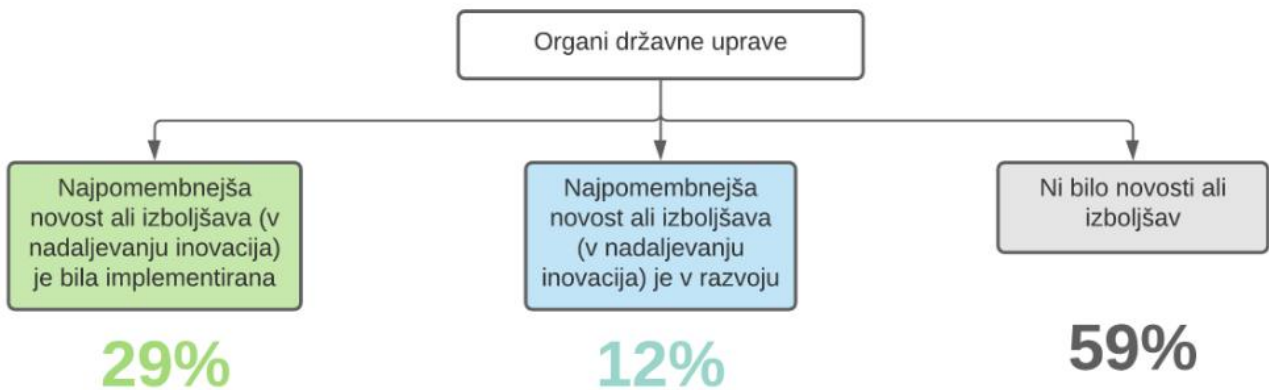 Organi državne uprave
Najpomembnejša
novost ali izboljšava (v
nadaljevanju inovacija)
je bila implementirana
Najpomembnejša
novost ali izboljšava
(v nadaljevanju
inovacija) je v razvoju
Ni bilo novosti ali
izboljšav
29%
12%
59%